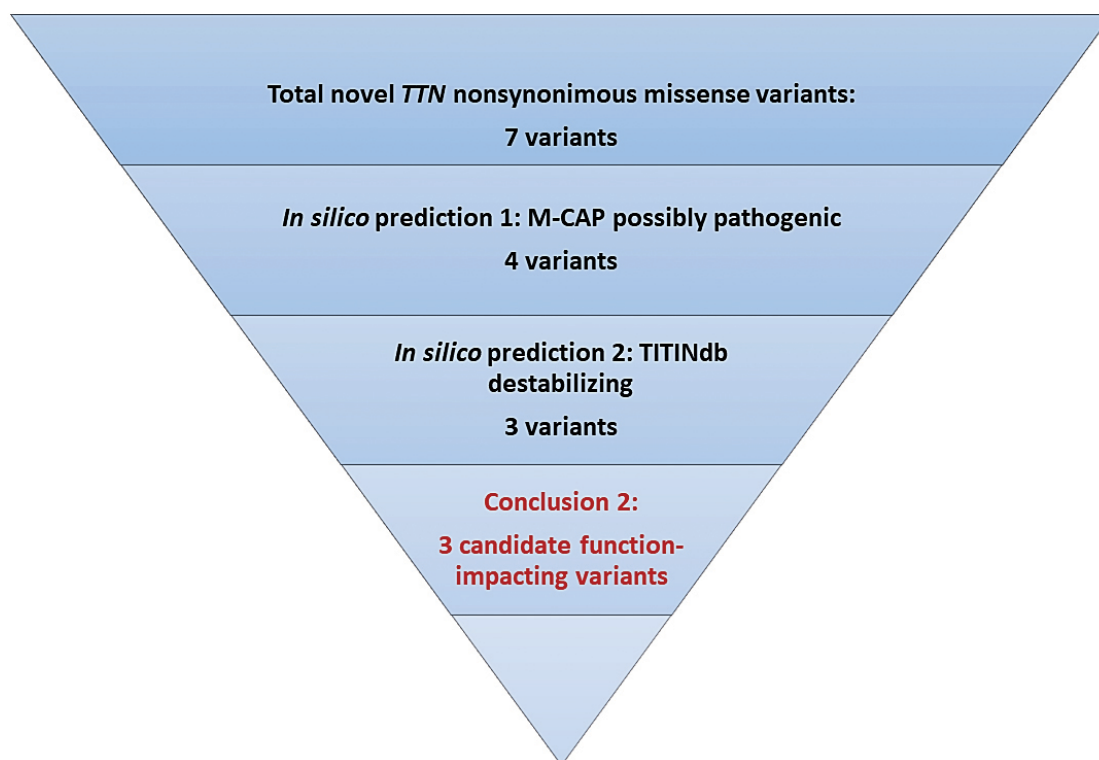 Total novel TTN nonsynonimous missense variants:
7 variants
In silico prediction 1: M-CAP possibly pathogenic
4 variants
In silico prediction 2: TITINdb
destabilizing
3 variants
Conclusion 2:
3 candidate function-
impacting variants